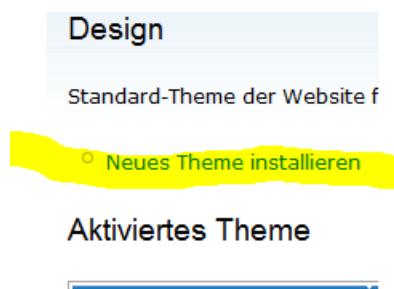 Design
Standard-Theme der Website f
Neues Theme installieren
Aktiviertes Theme